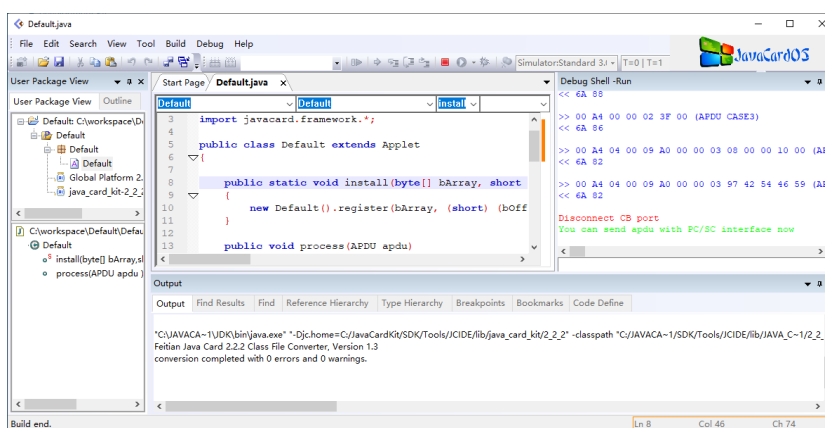 Default.java
File Edit Search View Tool Build Debug Help
Simulator:Standard 3.
T=0 | T=1
JavaCardOS
User Package View
User Package View Outline
Default: C:\workspace\D
Default
Default
Default
Global Platform 2.
java_card_kit-2_2_
C:\workspace\Default\Defau
Default
install(byte[] bArray,sl
process(APDU apdu )
Start Page Default.java x
Default Default install
3 import javacard.framework.*;
4
5 public class Default extends Applet
6 {
7
8 public static void install(byte[] bArray, short
9 {
10 new Default().register(bArray, (short) (bOff
11 }
12
13 public void process(APDU apdu)
Debug Shell -Run
<< 6A 88
>> 00 A4 00 00 02 3F 00 (APDU CASE3)
<< 6A 86
>> 00 A4 04 00 09 A0 00 00 03 08 00 00 10 00 (AP
<< 6A 82
>> 00 A4 04 00 09 A0 00 00 03 97 42 54 46 59 (AP
<< 6A 82
Disconnect CB port
You can send apdu with PC/SC interface now
Output
Output Find Results Find Reference Hierarchy Type Hierarchy Breakpoints Bookmarks Code Define
"C:\JAVACA~1\JDK\bin\java.exe" "-Djc.home=C:/JavaCardKit/SDK/Tools/JCIDE/lib/java_card_kit/2_2_2" -classpath "C:/JAVACA~1/SDK/Tools/JCIDE/lib/JAVA_C~1/2_2_
Feitian Java Card 2.2.2 Class File Converter, Version 1.3
conversion completed with 0 errors and 0 warnings.
Build end.
Ln 8 Col 46 Ch 74